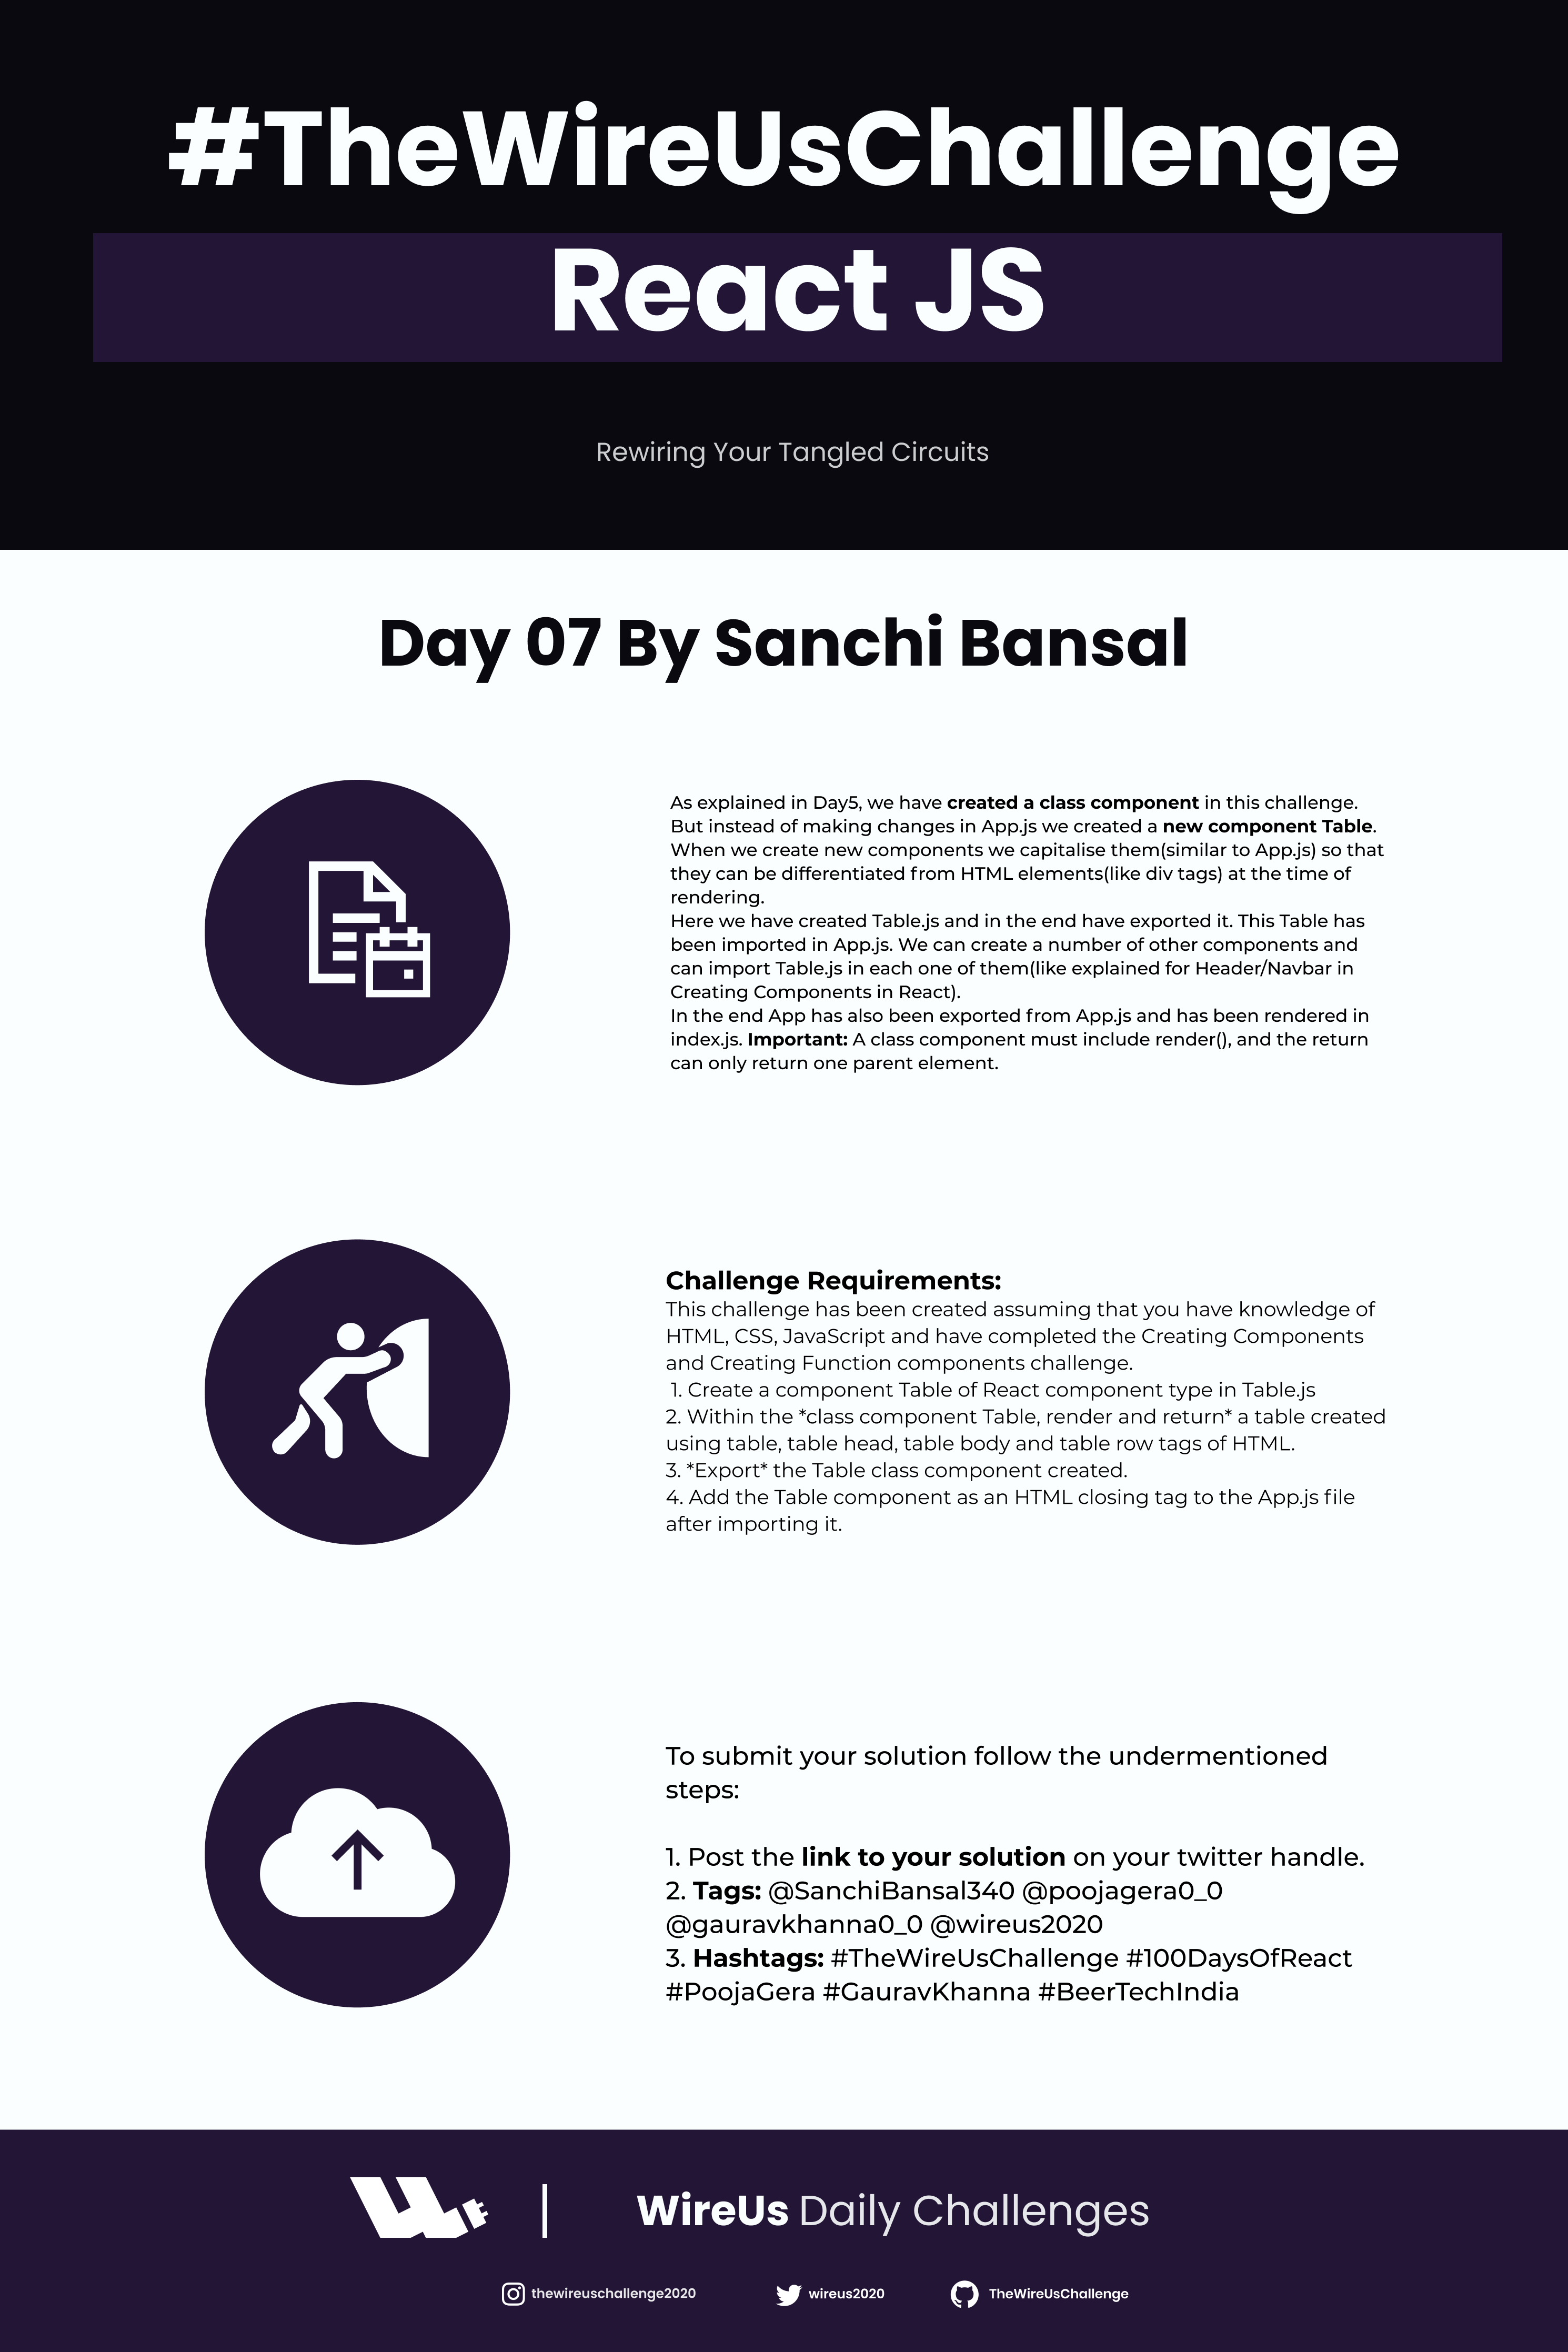 #TheWireUsChallenge
React JS
Rewiring Your Tangled Circuits
Day 07 By Sanchi Bansal
As explained in Day5, we have created a class component in this challenge.
But instead of making changes in App.js we created a new component Table.
When we create new components we capitalise them(similar to App.js) so that
they can be differentiated from HTML elements(like div tags) at the time of
rendering.
Here we have created Table.js and in the end have exported it. This Table has
been imported in App.js. We can create a number of other components and
can import Table.js in each one of them(like explained for Header/Navbar in
Creating Components in React).
In the end App has also been exported from App.js and has been rendered in
index.js. Important: A class component must include render(), and the return
can only return one parent element.
Challenge Requirements:
This challenge has been created assuming that you have knowledge of
HTML, CSS, JavaScript and have completed the Creating Components
and Creating Function components challenge.
1. Create a component Table of React component type in Table.js
2. Within the *class component Table, render and return* a table created
using table, table head, table body and table row tags of HTML.
3. *Export* the Table class component created.
4. Add the Table component as an HTML closing tag to the App.js file
after importing it.
To submit your solution follow the undermentioned
steps:
1. Post the link to your solution on your twitter handle.
2. Tags: @SanchiBansal340 @poojagera0_0
@gauravkhanna0_0 @wireus2020
3. Hashtags: #TheWireUsChallenge #100DaysOfReact
#PoojaGera #GauravKhanna #BeerTechIndia
WireUs Daily Challenges
thewireuschallenge2020
wireus2020
TheWireUsChallenge